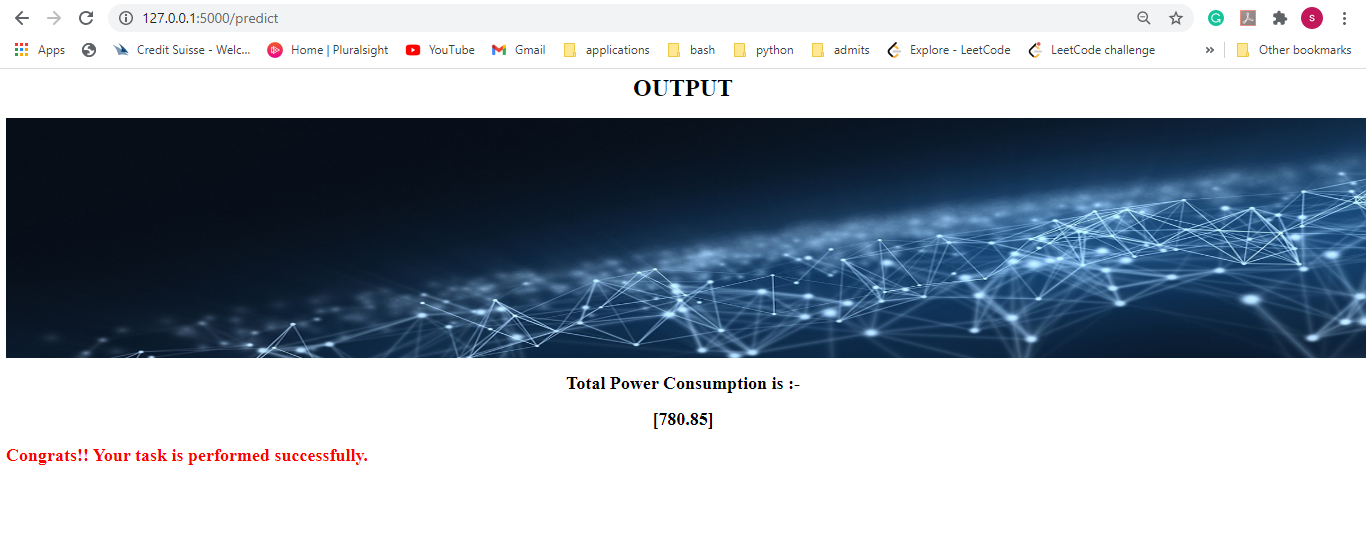 127.0.0.1:5000/predict
S
Apps Credit Suisse - Welc... Home | Pluralsight YouTube Gmail applications bash python admits Explore - LeetCode LeetCode challenge » Other bookmarks
OUTPUT
Total Power Consumption is :-
[780.85]
Congrats!! Your task is performed successfully.